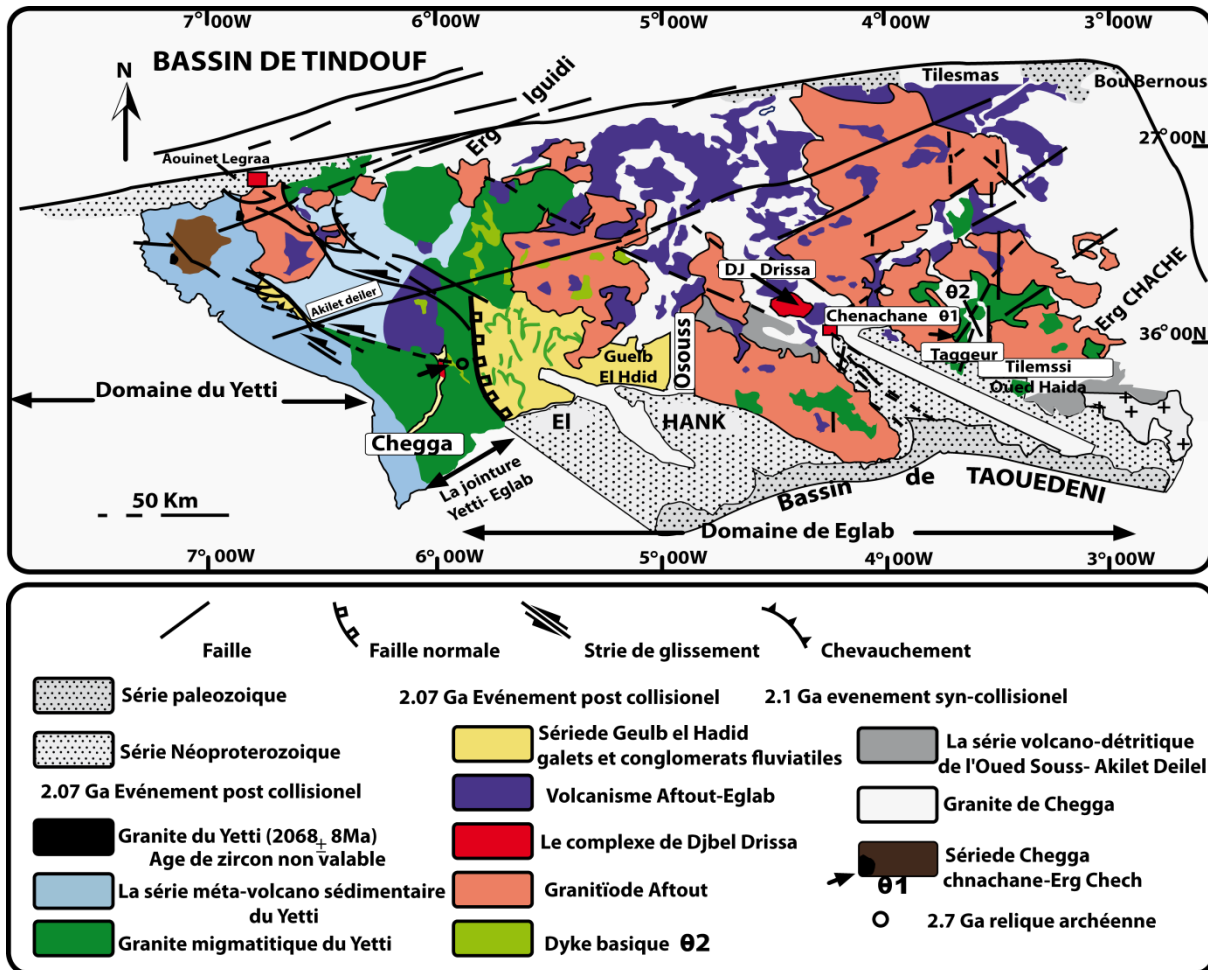 7°00W 6°00W 5°00W 4°00W 3°00W
BASSIN DE TINDOUF
N
Iguidi
Erg
Tilesmas
Bou Bernous
27°00N
Aouinet Legraa
DJ Drissa
Akilet deiler
Chenachane
θ2
θ1
Erg CHACHE
36°00N
Taggeur
Tilemssi
Oued Haida
Guelb
El Hdid
Osouss
Domaine du Yetti
Chegga
El HANK
La jointure
Yetti- Eglab
Bassin de TAOUEDENI
50 Km
Domaine de Eglab
7°00W 6°00W 5°00W 4°00W 3°00W
Faille
Faille normale
Strie de glissement
Chevauchement
Série paleozoique
Série Néoproterozoique
2.07 Ga Evénement post collisionel
Granite du Yetti (2068± 8Ma)
Age de zircon non valable
La série méta-volcano sédimentaire
du Yetti
Granite migmatitique du Yetti
2.07 Ga Evénement post collisionel
Sériede Geulb el Hadid
galets et conglomerats fluviatiles
Volcanisme Aftout-Eglab
Le complexe de Djbel Drissa
Granitïode Aftout
Dyke basique θ2
2.1 Ga evenement syn-collisionel
La série volcano-détritique
de l'Oued Souss- Akilet Deilel
Granite de Chegga
Sériede Chegga
chnachane-Erg Chech
θ1
2.7 Ga relique archéenne